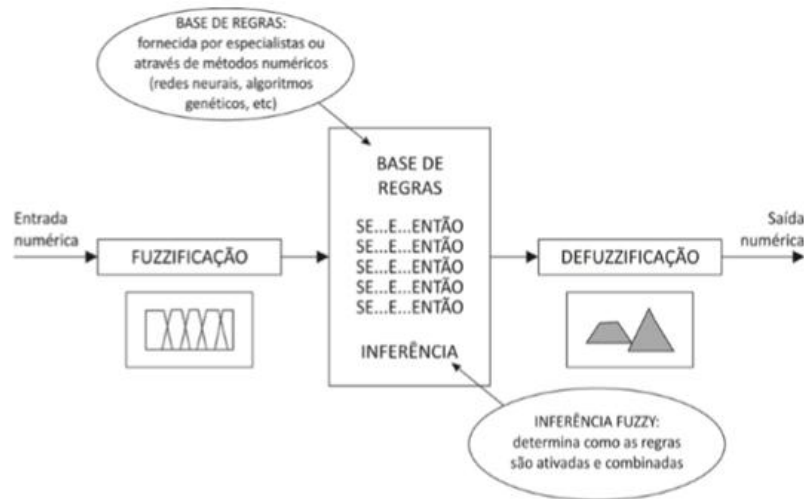 BASE DE REGRAS:
fornecida por especialistas ou
através de métodos numéricos
(redes neurais, algoritmos
genéticos, etc)
BASE DE
REGRAS
Entrada
numérica
FUZZIFICAÇÃO
SE...E...ENTÃO
SE...E...ENTÃO
SE...E...ENTÃO
SE...E...ENTÃO
SE...E...ENTÃO
INFERÊNCIA
DEFUZZIFICAÇÃO
Saída
numérica
INFERÊNCIA FUZZY:
determina como as regras
são ativadas e combinadas